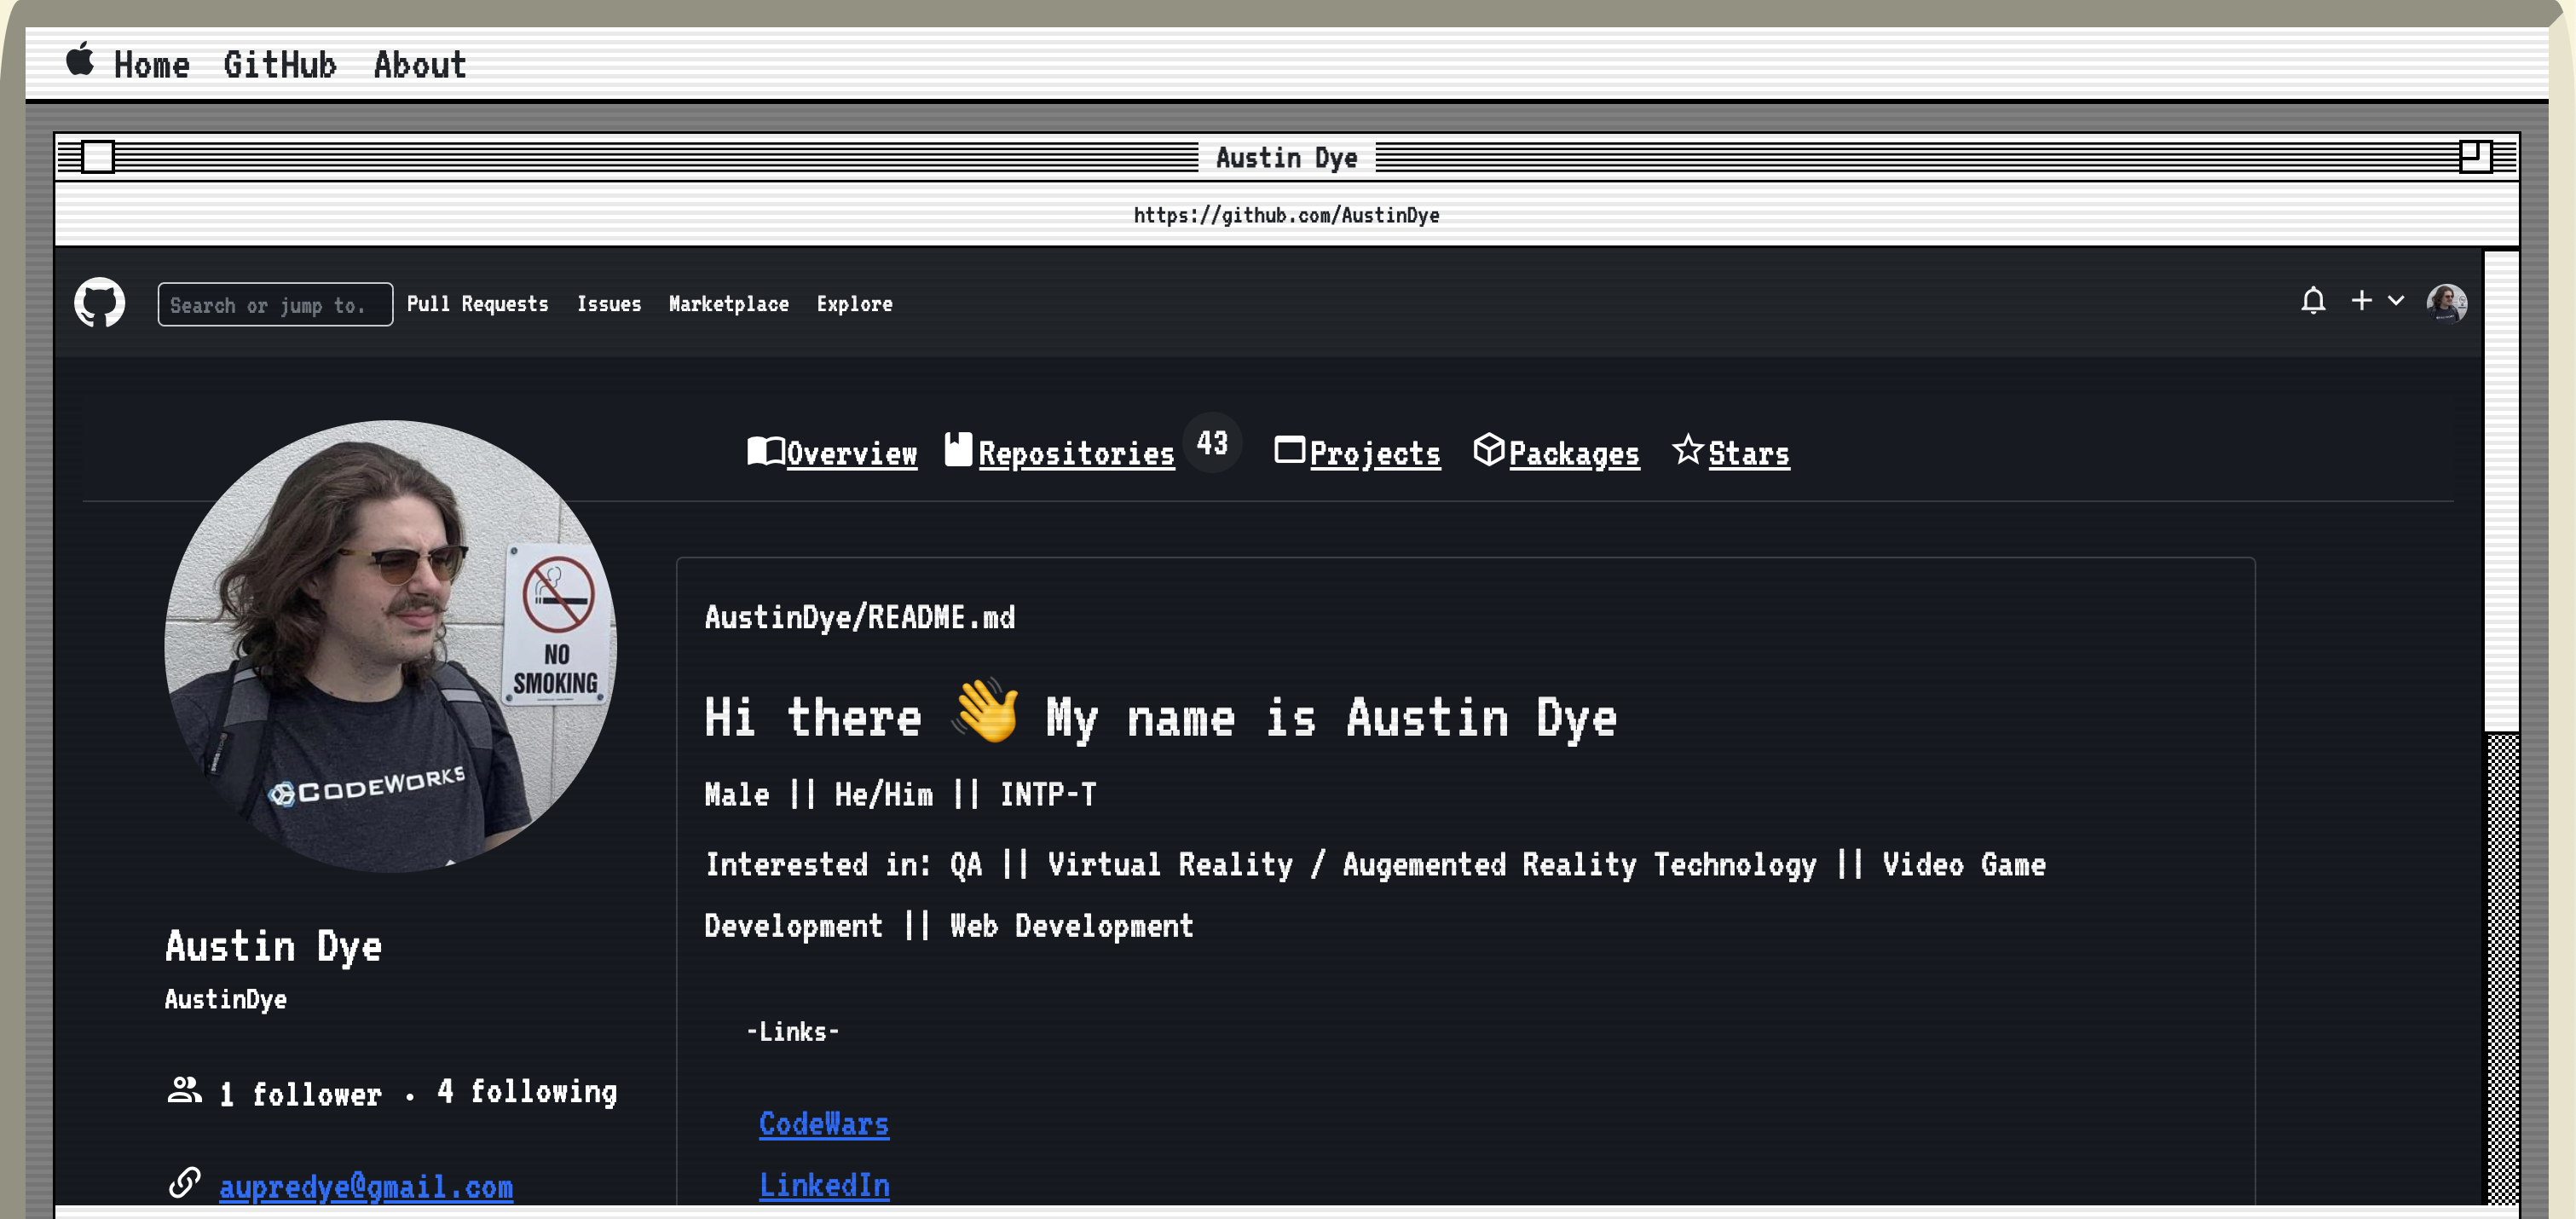 Home GitHub About
Austin Dye
https://github.com/AustinDye
Search or jump to.
Pull Requests Issues Marketplace Explore
Overview Repositories 43 Projects Packages Stars
NO
SMOKING
CODEWORKS
Austin Dye
AustinDye
1 follower · 4 following
aupredye@gmail.com
AustinDye/README.md
Hi there 👋 My name is Austin Dye
Male || He/Him || INTP-T
Interested in: QA || Virtual Reality / Augemented Reality Technology || Video Game
Development || Web Development
-Links-
CodeWars
LinkedIn